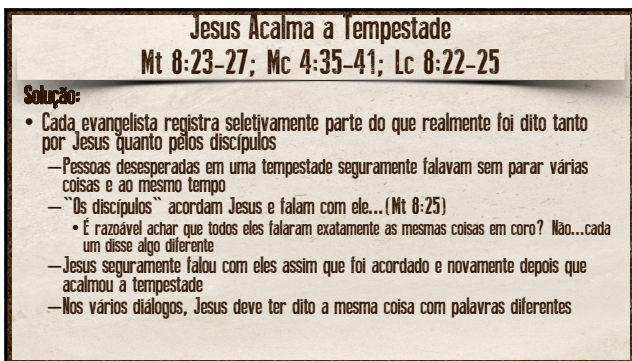 Jesus Acalma a Tempestade
Mt 8:23-27; Mc 4:35-41; Lc 8:22-25
Solução:
• Cada evangelista registra seletivamente parte do que realmente foi dito tanto
por Jesus quanto pelos discípulos
—Pessoas desesperadas em uma tempestade seguramente falavam sem parar várias
coisas e ao mesmo tempo
—``Os discípulos`` acordam Jesus e falam com ele...(Mt 8:25)
• É razoável achar que todos eles falaram exatamente as mesmas coisas em coro? Não...cada
um disse algo diferente
—Jesus seguramente falou com eles assim que foi acordado e novamente depois que
acalmou a tempestade
—Nos vários diálogos, Jesus deve ter dito a mesma coisa com palavras diferentes